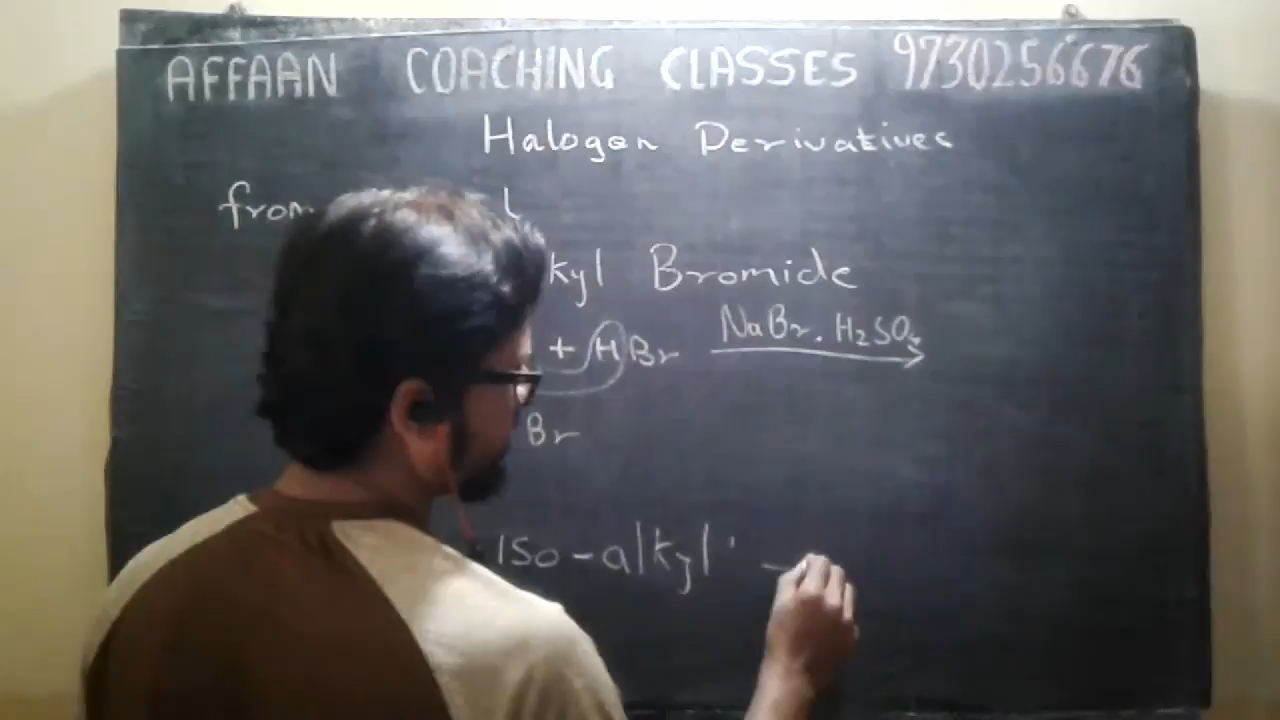 AFFAAN COACHING CLASSES 9730256676
Halogen Derivatives
from
kyl Bromide
+ HBr NaBr. H2SO4
Br
Iso-alkyl